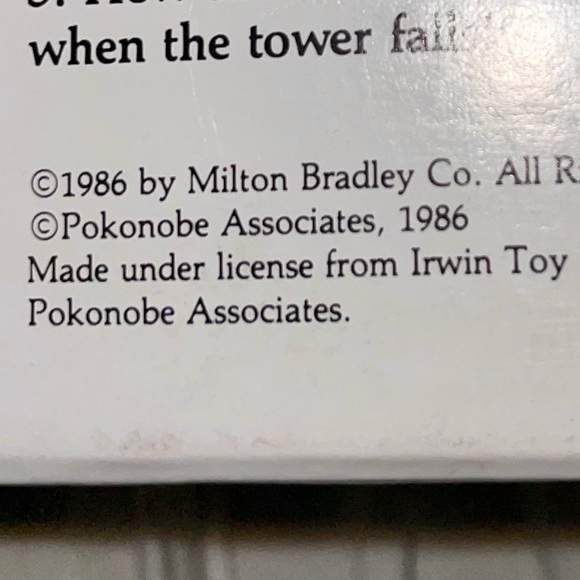 when the tower
©1986 by Milton Bradley Co. All
©Pokonobe Associates, 1986
Made under license from Irwin Toy
Pokonobe Associates.